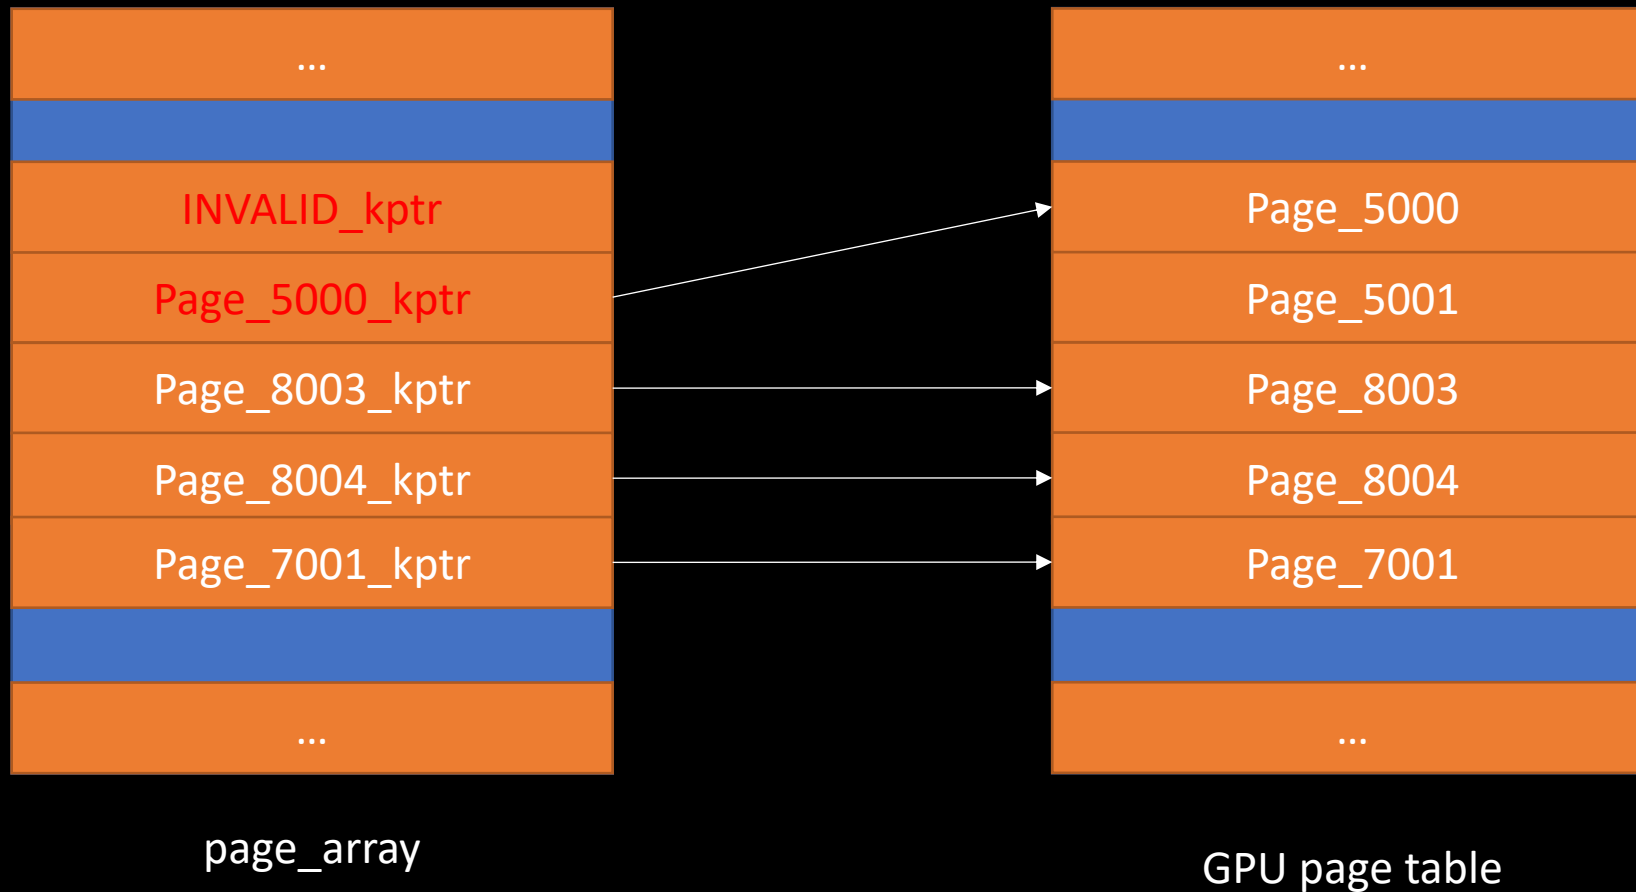 ...
INVALID_kptr
Page_5000_kptr
Page_8003_kptr
Page_8004_kptr
Page_7001_kptr
...
page_array
...
Page_5000
Page_5001
Page_8003
Page_8004
Page_7001
...
GPU page table